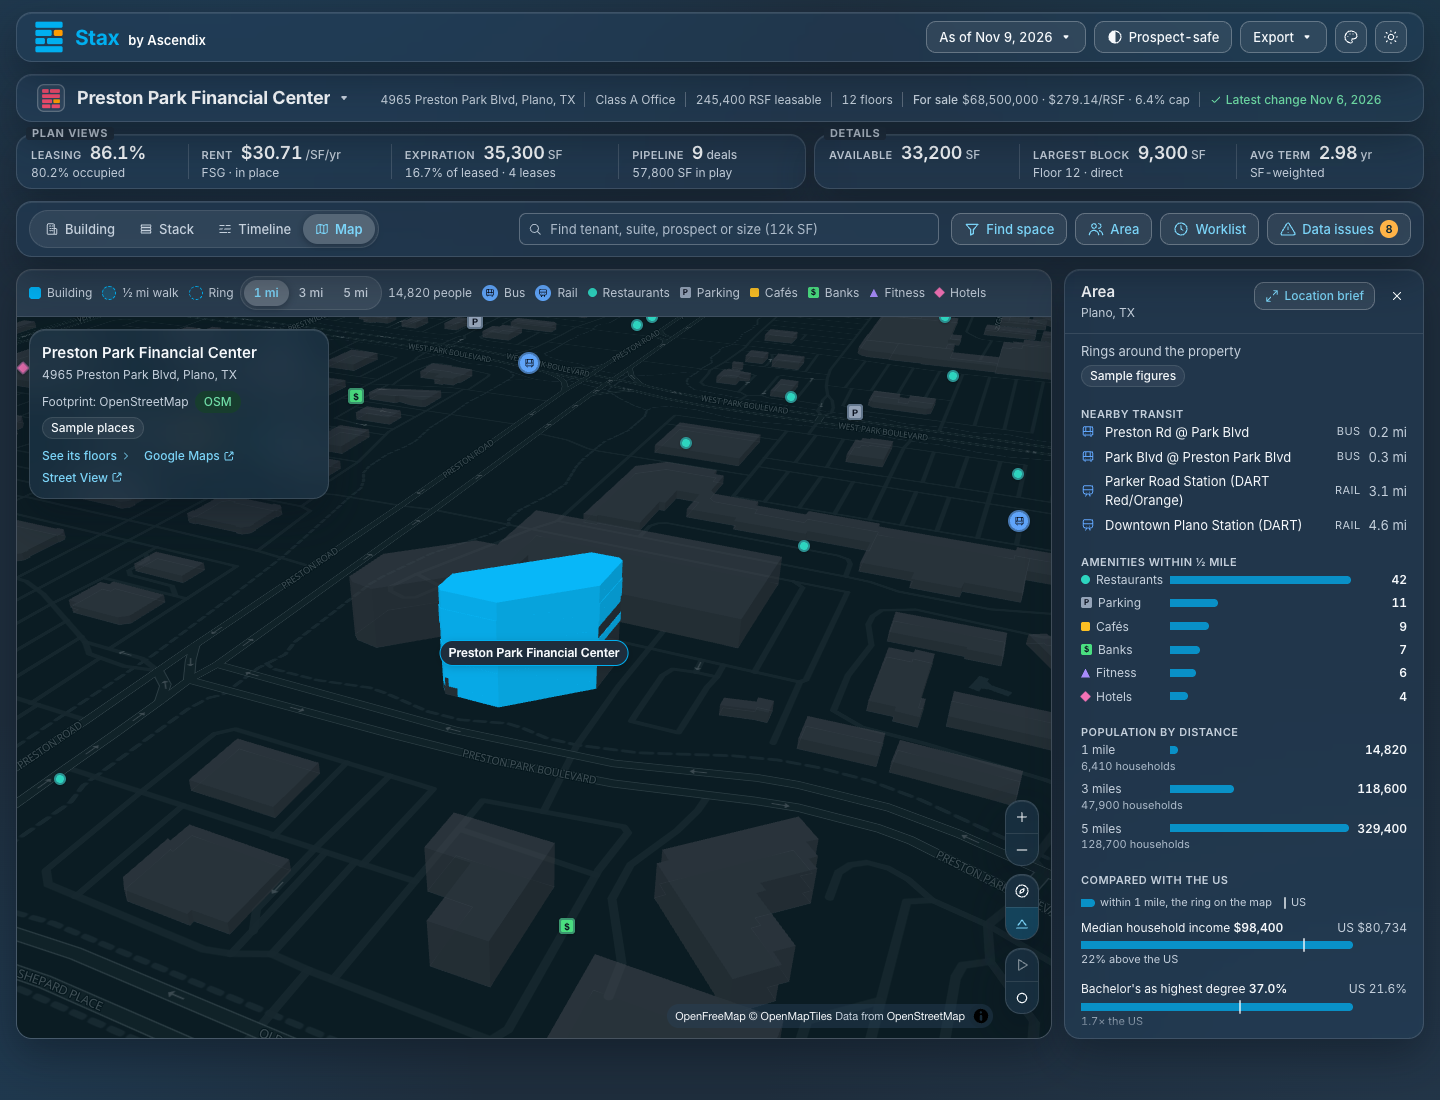 Stax by Ascendix
As of Nov 9, 2026
Prospect-safe
Export
Preston Park Financial Center
4965 Preston Park Blvd, Plano, TX
Class A Office
245,400 RSF leasable
12 floors
For sale $68,500,000 · $279.14/RSF · 6.4% cap
Latest change Nov 6, 2026
PLAN VIEWS
LEASING 86.1%
80.2% occupied
RENT $30.71 /SF/yr
FSG · in place
EXPIRATION 35,300 SF
16.7% of leased · 4 leases
PIPELINE 9 deals
57,800 SF in play
DETAILS
AVAILABLE 33,200 SF
LARGEST BLOCK 9,300 SF
Floor 12 · direct
AVG TERM 2.98 yr
SF-weighted
Building
Stack
Timeline
Map
Find tenant, suite, prospect or size (12k SF)
Find space
Area
Worklist
Data issues 8
Building
½ mi walk
Ring
1 mi
3 mi
5 mi
14,820 people
Bus
Rail
Restaurants
P Parking
Cafés
$ Banks
Fitness
Hotels
Preston Park Financial Center
4965 Preston Park Blvd, Plano, TX
Footprint: OpenStreetMap OSM
Sample places
See its floors
Google Maps
Street View
P
WEST PARK BOULEVARD
PRESTON ROAD
$
WEST PARK BOULEVARD
P
WEST PARK BOULEVARD
PRESTON ROAD
PRESTON ROAD
Preston Park Financial Center
PRESTON ROAD
PRESTON PARK BOULEVARD
$
SHEPARD PLACE
OpenFreeMap © OpenMapTiles Data from OpenStreetMap
Area
Plano, TX
Location brief
Rings around the property
Sample figures
NEARBY TRANSIT
Preston Rd @ Park Blvd BUS 0.2 mi
Park Blvd @ Preston Park Blvd BUS 0.3 mi
Parker Road Station (DART
Red/Orange) RAIL 3.1 mi
Downtown Plano Station (DART) RAIL 4.6 mi
AMENITIES WITHIN ½ MILE
Restaurants 42
P Parking 11
Cafés 9
$ Banks 7
Fitness 6
Hotels 4
POPULATION BY DISTANCE
1 mile 14,820
6,410 households
3 miles 118,600
47,900 households
5 miles 329,400
128,700 households
COMPARED WITH THE US
within 1 mile, the ring on the map US
Median household income $98,400 US $80,734
22% above the US
Bachelor's as highest degree 37.0% US 21.6%
1.7× the US